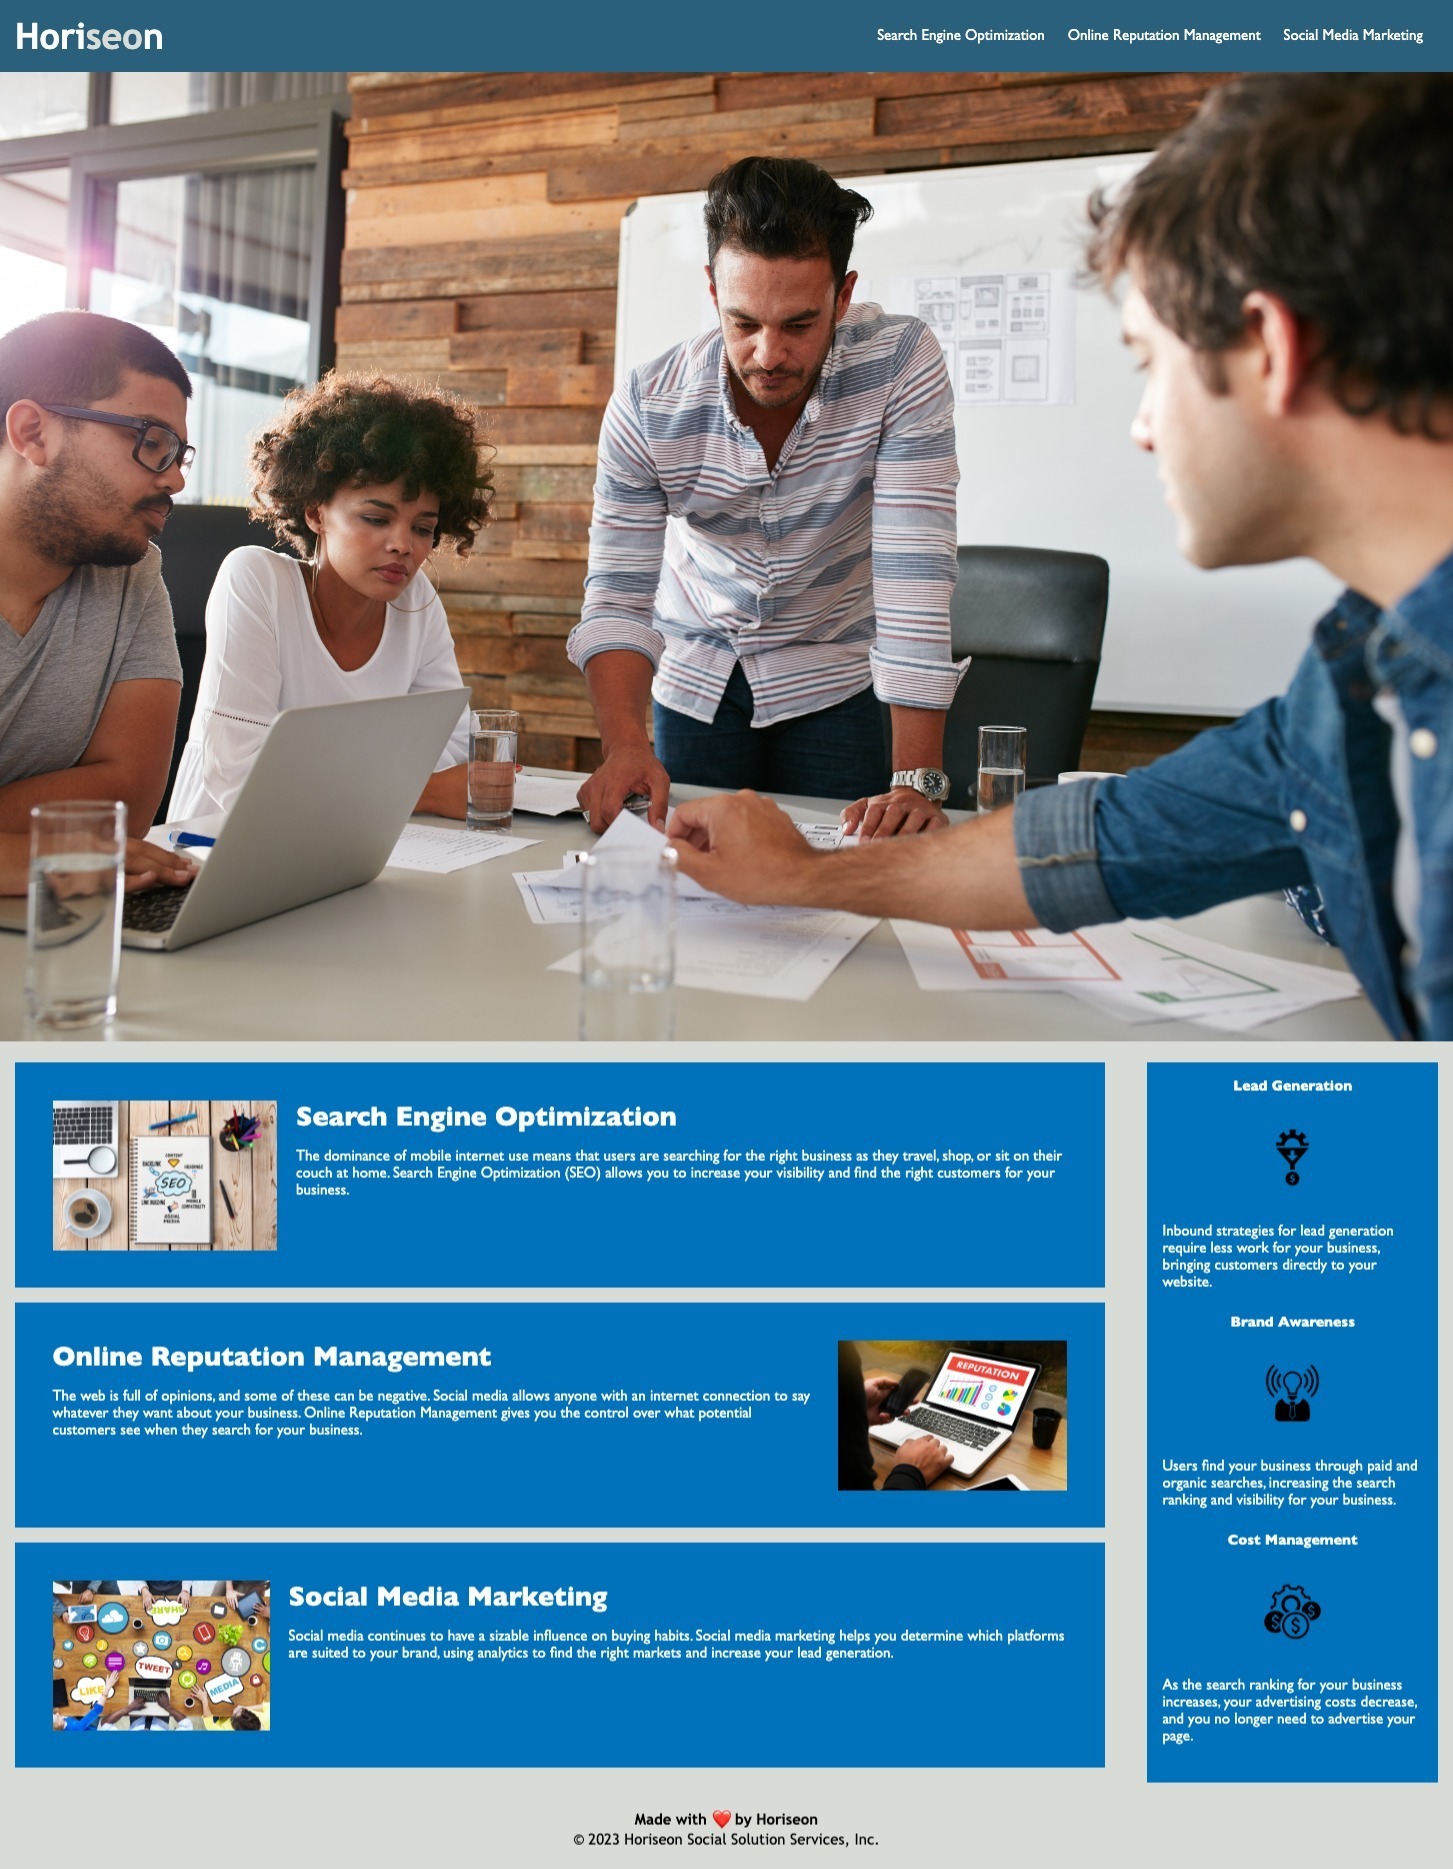 Horiseon
Search Engine Optimization
Online Reputation Management
Social Media Marketing
Search Engine Optimization
The dominance of mobile internet use means that users are searching for the right business as they travel, shop, or sit on their
couch at home. Search Engine Optimization (SEO) allows you to increase your visibility and find the right customers for your
business.
SEO
Online Reputation Management
The web is full of opinions, and some of these can be negative. Social media allows anyone with an internet connection to say
whatever they want about your business. Online Reputation Management gives you the control over what potential
customers see when they search for your business.
REPUTATION
Social Media Marketing
Social media continues to have a sizable influence on buying habits. Social media marketing helps you determine which platforms
are suited to your brand, using analytics to find the right markets and increase your lead generation.
SHARE
TWEET
LIKE
MEDIA
Lead Generation
Inbound strategies for lead generation
require less work for your business,
bringing customers directly to your
website.
Brand Awareness
Users find your business through paid and
organic searches, increasing the search
ranking and visibility for your business.
Cost Management
As the search ranking for your business
increases, your advertising costs decrease,
and you no longer need to advertise your
page.
Made with ❤️ by Horiseon
© 2023 Horiseon Social Solution Services, Inc.